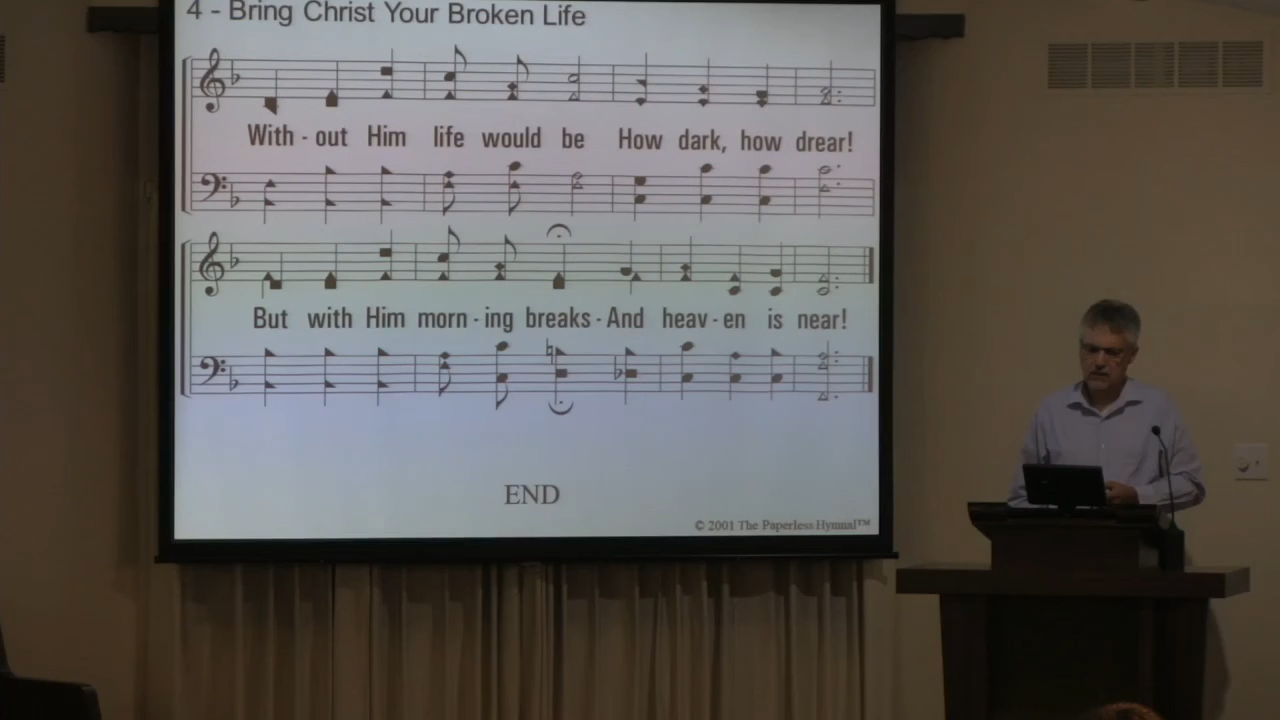 4 - Bring Christ Your Broken Life
With - out Him life would be How dark, how drear!
But with Him morn - ing breaks - And heav - en is near!
END
© 2001 The Paperless Hymnal™